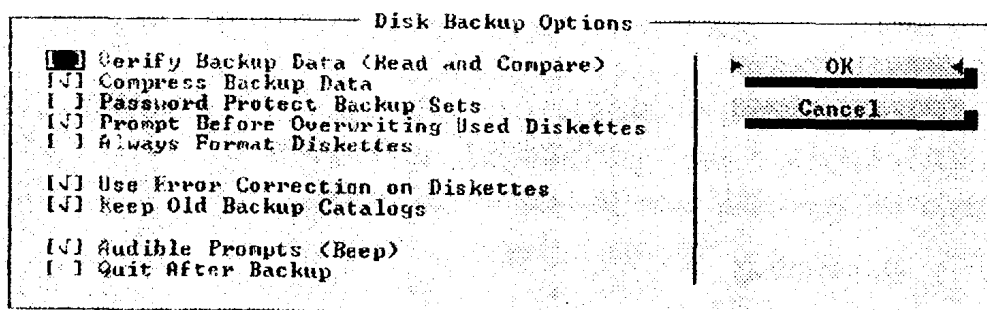 Disk Backup Options
[ ] Verify Backup Data (Read and Compare)
[√] Compress Backup Data
[ ] Password Protect Backup Sets
[√] Prompt Before Overwriting Used Diskettes
[ ] Always Format Diskettes
[√] Use Error Correction on Diskettes
[√] Keep Old Backup Catalogs
[√] Audible Prompts (Beep)
[ ] Quit After Backup
► OK ◄
Cancel